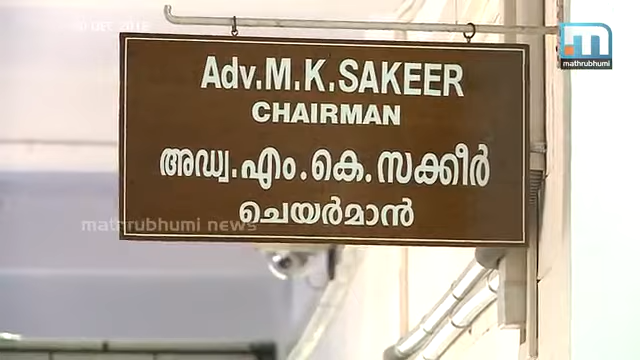 Adv.M.K.SAKEER
CHAIRMAN
അഡ്വ.എം.കെ.സക്കീർ
ചെയർമാൻ
mathrubhumi
mathrubhumi news